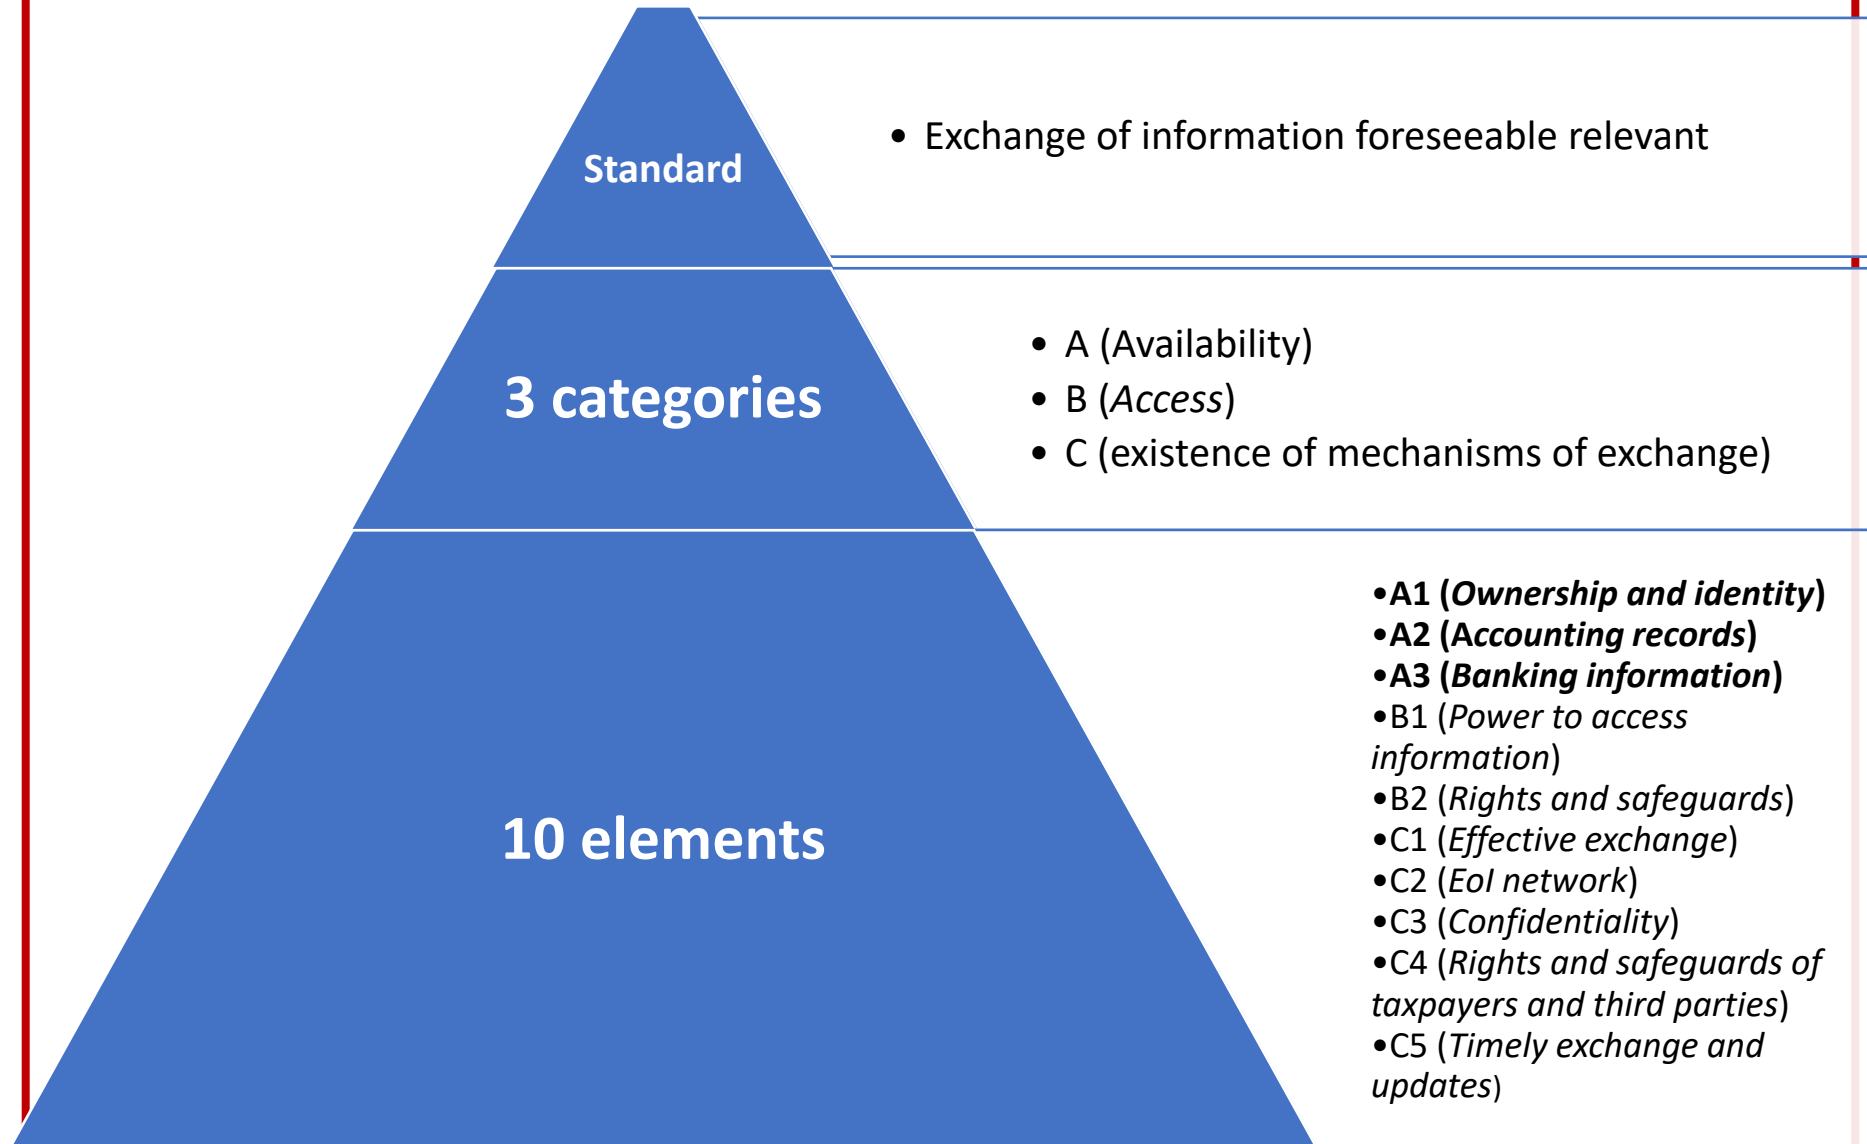 Standard
• Exchange of information foreseeable relevant
3 categories
• A (Availability)
• B (Access)
• C (existence of mechanisms of exchange)
10 elements
•A1 (Ownership and identity)
•A2 (Accounting records)
•A3 (Banking information)
•B1 (Power to access
information)
•B2 (Rights and safeguards)
•C1 (Effective exchange)
•C2 (EoI network)
•C3 (Confidentiality)
•C4 (Rights and safeguards of
taxpayers and third parties)
•C5 (Timely exchange and
updates)